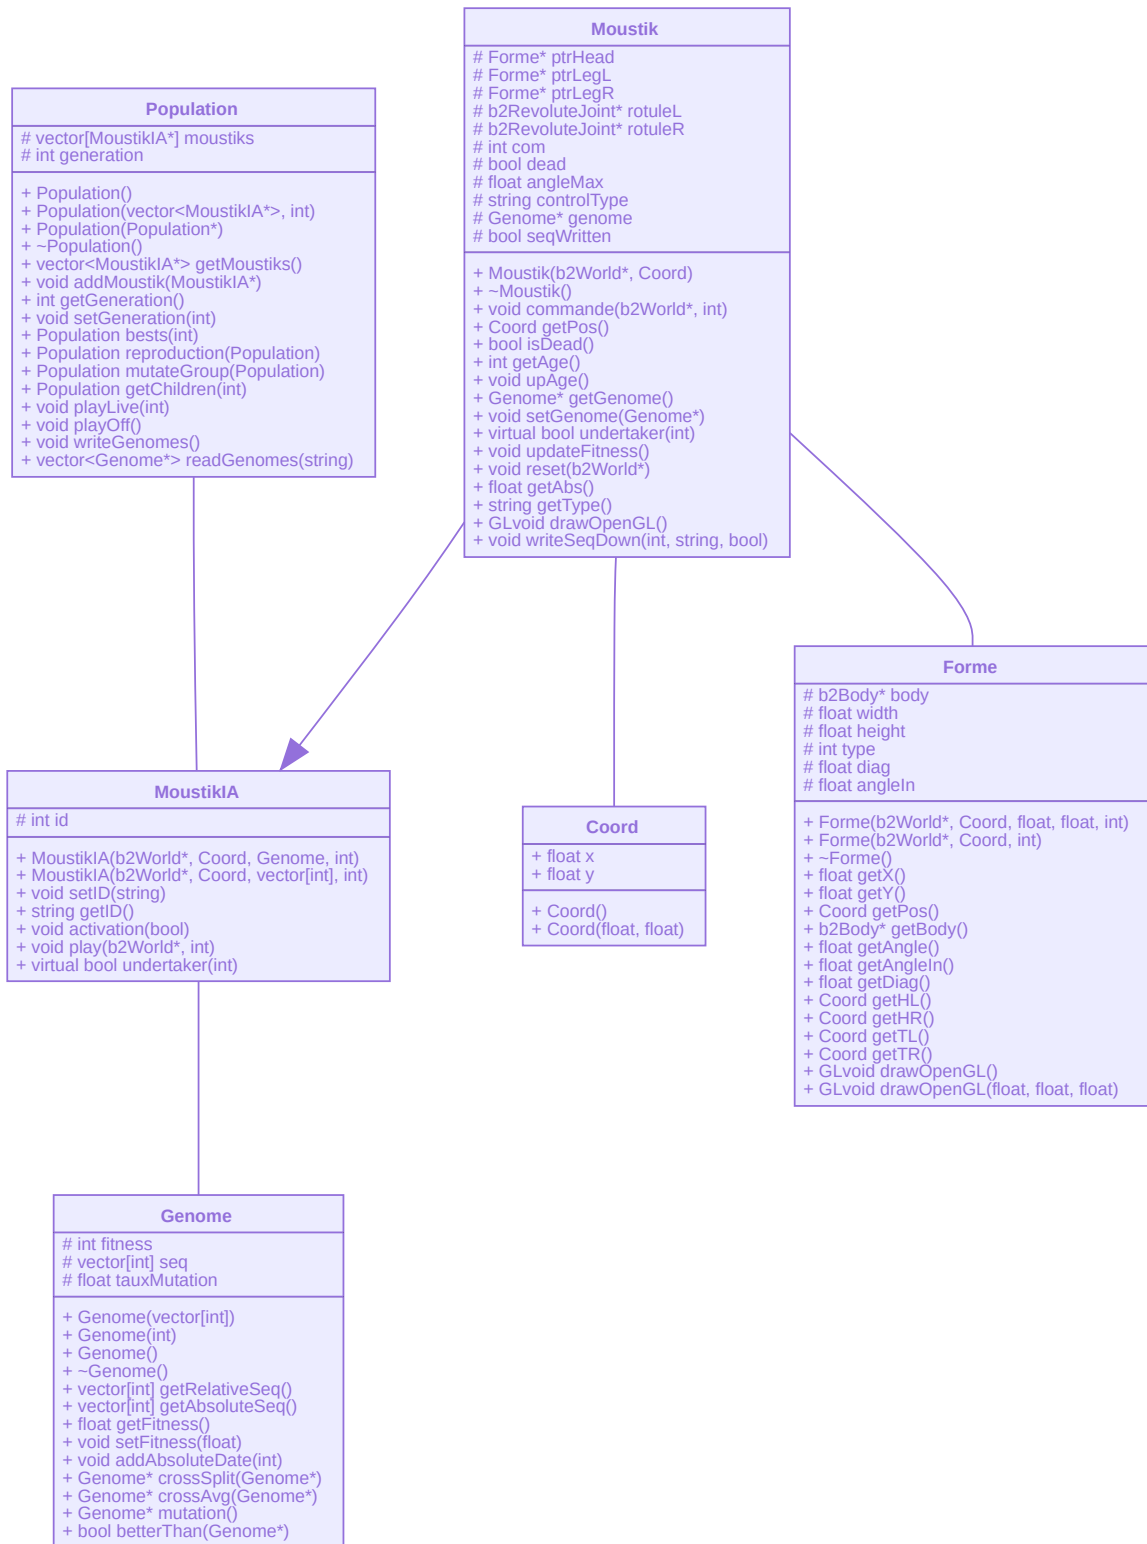 Moustik
# Forme* ptrHead
# Forme* ptrLegL
# Forme* ptrLegR
# b2RevoluteJoint* rotuleL
# b2RevoluteJoint* rotuleR
# int com
# bool dead
# float angleMax
# string controlType
# Genome* genome
# bool seqWritten
+ Moustik(b2World*, Coord)
+ ~Moustik()
+ void commande(b2World*, int)
+ Coord getPos()
+ bool isDead()
+ int getAge()
+ void upAge()
+ Genome* getGenome()
+ void setGenome(Genome*)
+ virtual bool undertaker(int)
+ void updateFitness()
+ void reset(b2World*)
+ float getAbs()
+ string getType()
+ GLvoid drawOpenGL()
+ void writeSeqDown(int, string, bool)
Population
# vector[MoustikIA*] moustiks
# int generation
+ Population()
+ Population(vector<MoustikIA*>, int)
+ Population(Population*)
+ ~Population()
+ vector<MoustikIA*> getMoustiks()
+ void addMoustik(MoustikIA*)
+ int getGeneration()
+ void setGeneration(int)
+ Population bests(int)
+ Population reproduction(Population)
+ Population mutateGroup(Population)
+ Population getChildren(int)
+ void playLive(int)
+ void playOff()
+ void writeGenomes()
+ vector<Genome*> readGenomes(string)
Forme
# b2Body* body
# float width
# float height
# int type
# float diag
# float angleIn
+ Forme(b2World*, Coord, float, float, int)
+ Forme(b2World*, Coord, int)
+ ~Forme()
+ float getX()
+ float getY()
+ Coord getPos()
+ b2Body* getBody()
+ float getAngle()
+ float getAngleIn()
+ float getDiag()
+ Coord getHL()
+ Coord getHR()
+ Coord getTL()
+ Coord getTR()
+ GLvoid drawOpenGL()
+ GLvoid drawOpenGL(float, float, float)
MoustikIA
# int id
+ MoustikIA(b2World*, Coord, Genome, int)
+ MoustikIA(b2World*, Coord, vector[int], int)
+ void setID(string)
+ string getID()
+ void activation(bool)
+ void play(b2World*, int)
+ virtual bool undertaker(int)
Coord
+ float x
+ float y
+ Coord()
+ Coord(float, float)
Genome
# int fitness
# vector[int] seq
# float tauxMutation
+ Genome(vector[int])
+ Genome(int)
+ Genome()
+ ~Genome()
+ vector[int] getRelativeSeq()
+ vector[int] getAbsoluteSeq()
+ float getFitness()
+ void setFitness(float)
+ void addAbsoluteDate(int)
+ Genome* crossSplit(Genome*)
+ Genome* crossAvg(Genome*)
+ Genome* mutation()
+ bool betterThan(Genome*)